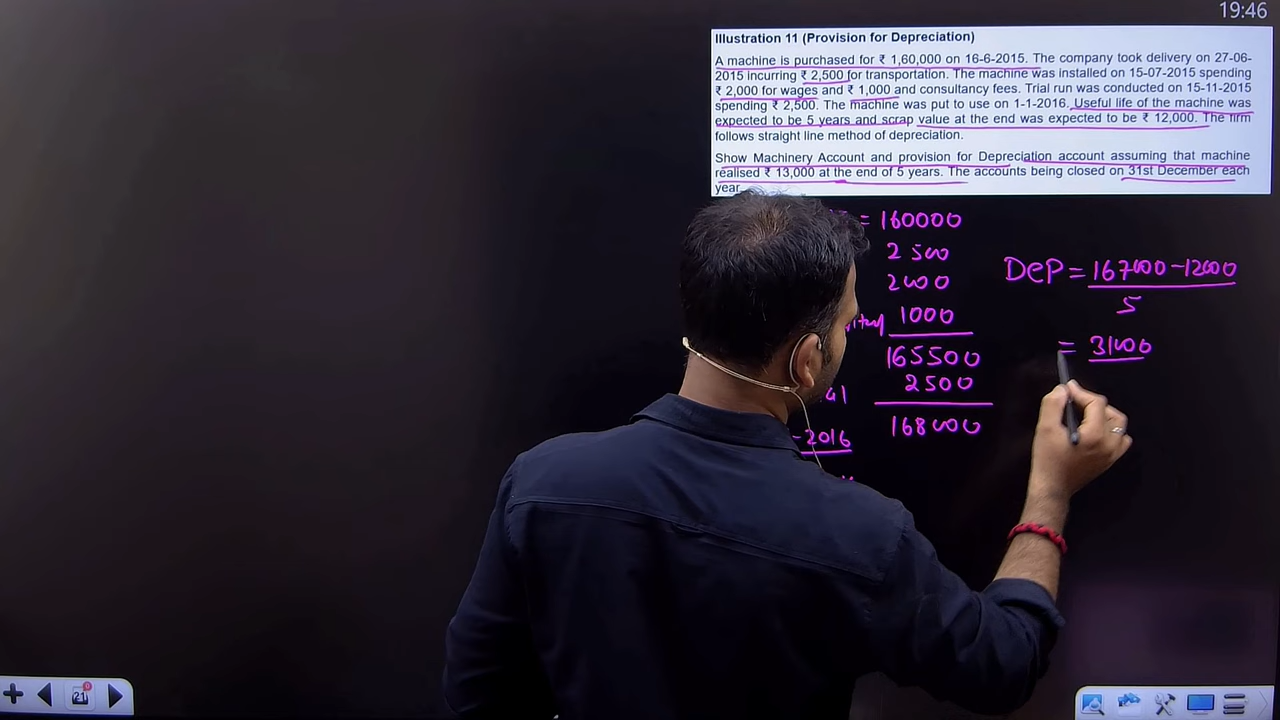 19:46
Illustration 11 (Provision for Depreciation)
A machine is purchased for ₹ 1,60,000 on 16-6-2015. The company took delivery on 27-06-
2015 incurring ₹ 2,500 for transportation. The machine was installed on 15-07-2015 spending
₹ 2,000 for wages and ₹ 1,000 and consultancy fees. Trial run was conducted on 15-11-2015
spending ₹ 2,500. The machine was put to use on 1-1-2016. Useful life of the machine was
expected to be 5 years and scrap value at the end was expected to be ₹ 12,000. The firm
follows straight line method of depreciation.
Show Machinery Account and provision for Depreciation account assuming that machine
realised ₹ 13,000 at the end of 5 years. The accounts being closed on 31st December each
year.
= 160000
2500
2000
1000
165500
2500
168000
-2016
DeP = 167000-12000
5
= 31000
21